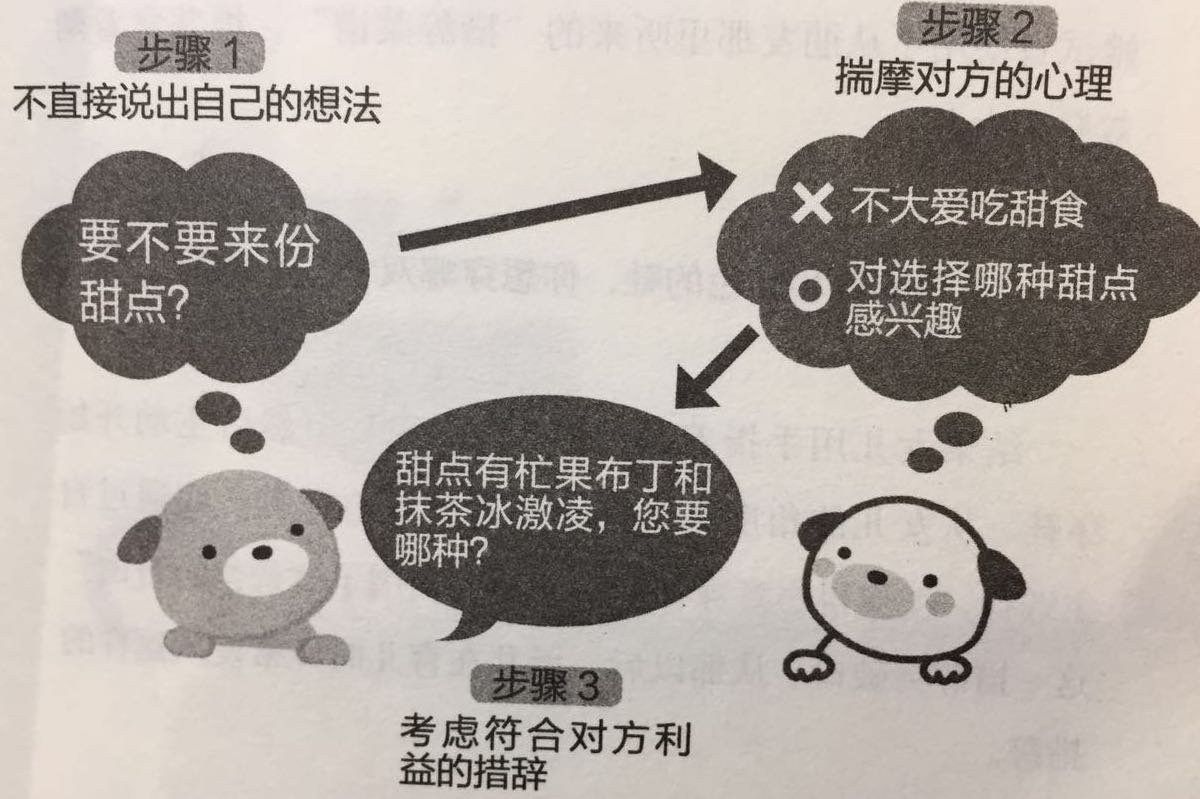 步骤 1
不直接说出自己的想法
要不要来份
甜点?
步骤 2
揣摩对方的心理
✕ 不大爱吃甜食
○ 对选择哪种甜点
感兴趣
甜点有杧果布丁和
抹茶冰激凌，您要
哪种?
步骤 3
考虑符合对方利
益的措辞